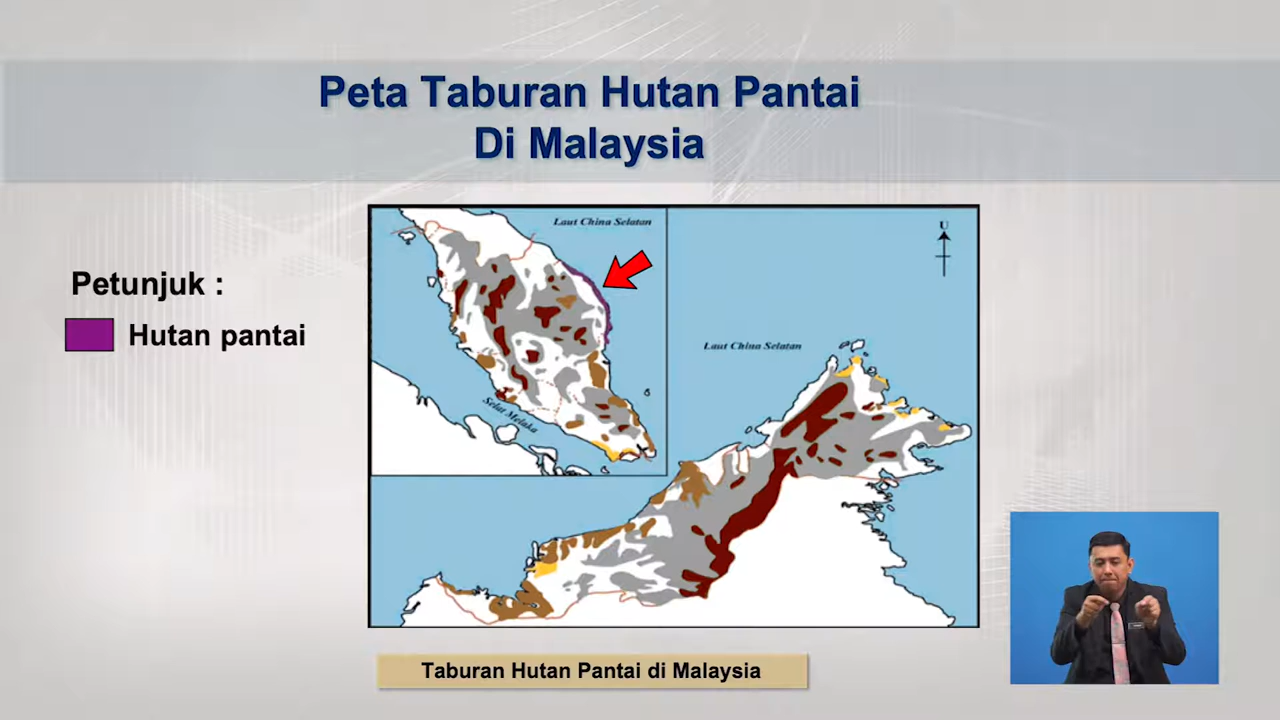 Peta Taburan Hutan Pantai
Di Malaysia
Petunjuk :
Hutan pantai
Laut China Selatan
U
Laut China Selatan
Selat Melaka
Taburan Hutan Pantai di Malaysia